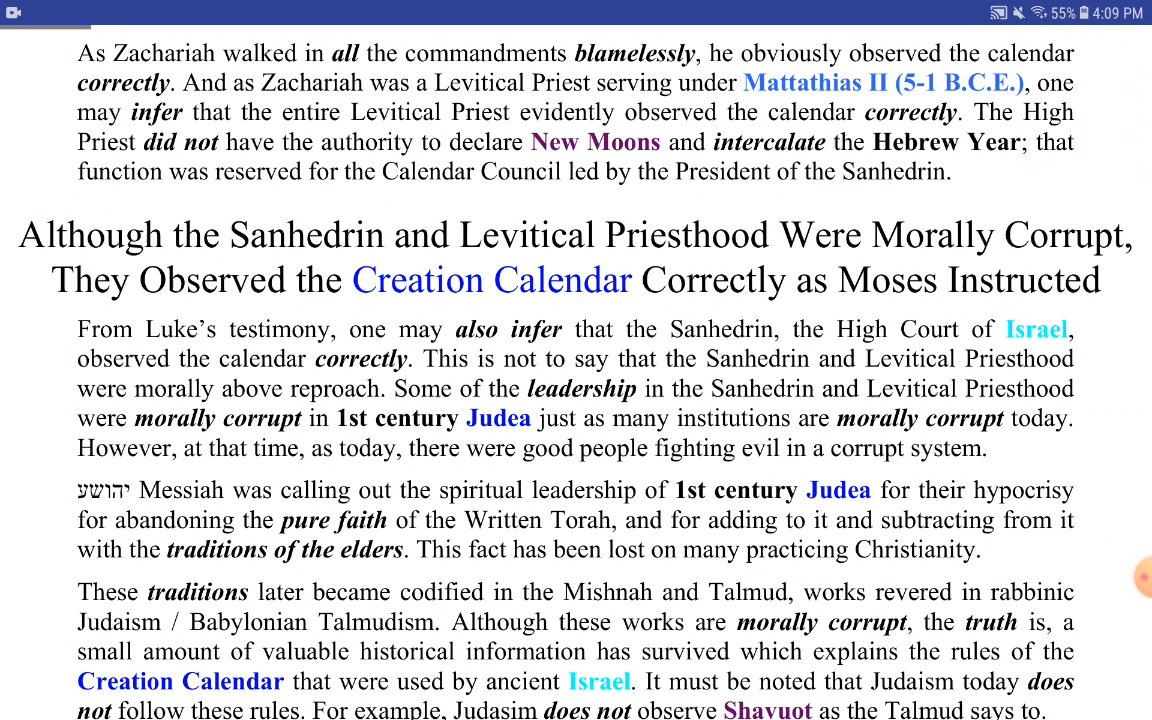 55% 4:09 PM
As Zachariah walked in all the commandments blamelessly, he obviously observed the calendar
correctly. And as Zachariah was a Levitical Priest serving under Mattathias II (5-1 B.C.E.), one
may infer that the entire Levitical Priest evidently observed the calendar correctly. The High
Priest did not have the authority to declare New Moons and intercalate the Hebrew Year; that
function was reserved for the Calendar Council led by the President of the Sanhedrin.
Although the Sanhedrin and Levitical Priesthood Were Morally Corrupt,
They Observed the Creation Calendar Correctly as Moses Instructed
From Luke’s testimony, one may also infer that the Sanhedrin, the High Court of Israel,
observed the calendar correctly. This is not to say that the Sanhedrin and Levitical Priesthood
were morally above reproach. Some of the leadership in the Sanhedrin and Levitical Priesthood
were morally corrupt in 1st century Judea just as many institutions are morally corrupt today.
However, at that time, as today, there were good people fighting evil in a corrupt system.
יהושע Messiah was calling out the spiritual leadership of 1st century Judea for their hypocrisy
for abandoning the pure faith of the Written Torah, and for adding to it and subtracting from it
with the traditions of the elders. This fact has been lost on many practicing Christianity.
These traditions later became codified in the Mishnah and Talmud, works revered in rabbinic
Judaism / Babylonian Talmudism. Although these works are morally corrupt, the truth is, a
small amount of valuable historical information has survived which explains the rules of the
Creation Calendar that were used by ancient Israel. It must be noted that Judaism today does
not follow these rules. For example, Judasim does not observe Shavuot as the Talmud says to.